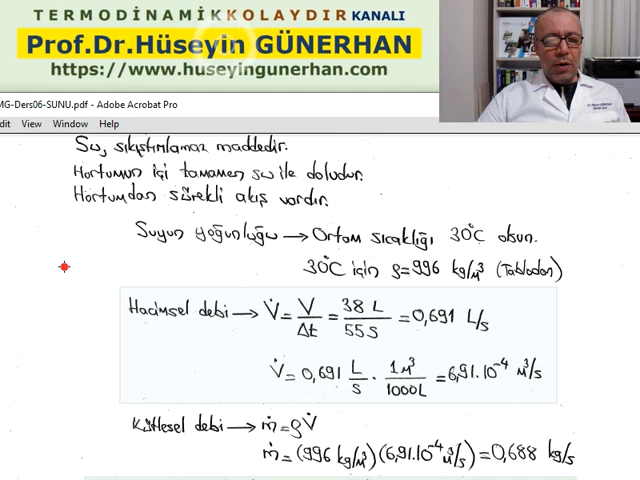 TERMODİNAMİKKOLAYDIR KANALI
Prof.Dr.Hüseyin GÜNERHAN
https://www.huseyingunerhan.com/
MG-Ders06-SUNU.pdf - Adobe Acrobat Pro
dit View Window Help
Su, sıkıştırılamaz maddedir.
Hortumun içi tamamen su ile doludur.
Hortumdan sürekli akış vardır.
Suyun yoğunluğu → Ortam sıcaklığı 30°C olsun.
30°C için ρ=996 kg/m³ (Tablodan)
Hacimsel debi → V̇ = V/Δt = 38 L/55 s = 0,691 L/s
V̇ = 0,691 L/s · 1 m³/1000L = 6,91·10⁻⁴ m³/s
Kütlesel debi → ṁ = ρV̇
ṁ = (996 kg/m³)(6,91·10⁻⁴ m³/s) = 0,688 kg/s